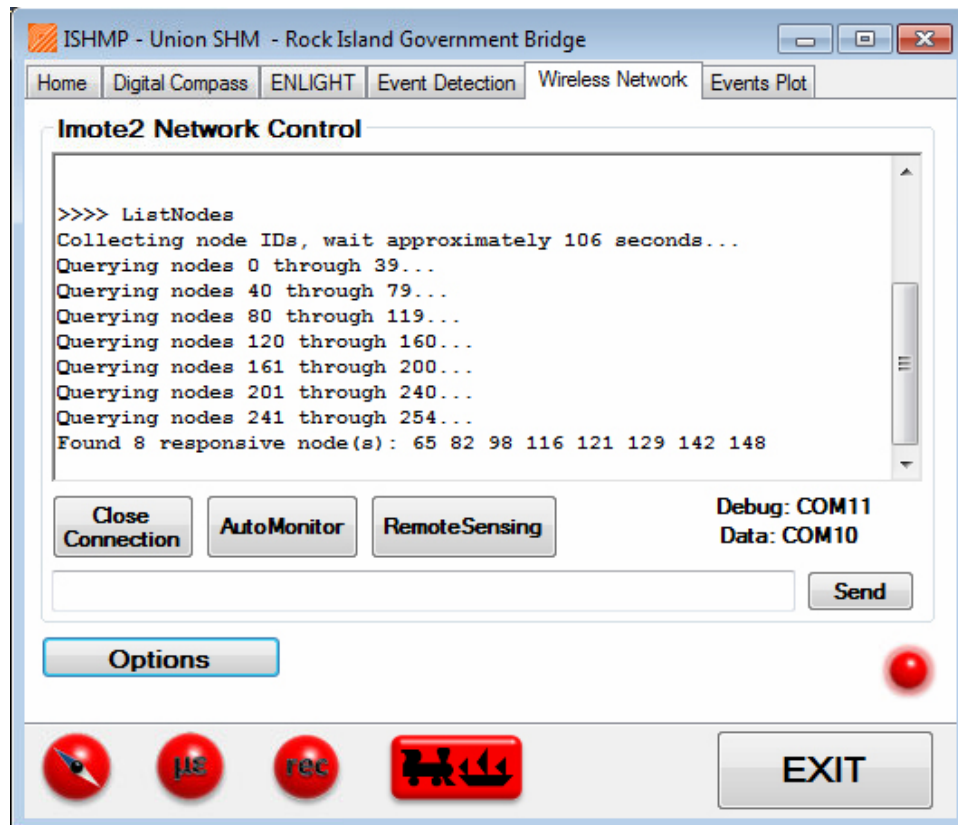 ISHMP - Union SHM - Rock Island Government Bridge
Home Digital Compass ENLIGHT Event Detection Wireless Network Events Plot
Imote2 Network Control
>>>> ListNodes
Collecting node IDs, wait approximately 106 seconds...
Querying nodes 0 through 39...
Querying nodes 40 through 79...
Querying nodes 80 through 119...
Querying nodes 120 through 160...
Querying nodes 161 through 200...
Querying nodes 201 through 240...
Querying nodes 241 through 254...
Found 8 responsive node(s): 65 82 98 116 121 129 142 148
Close
Connection
AutoMonitor
RemoteSensing
Debug: COM11
Data: COM10
Send
Options
με
rec
EXIT